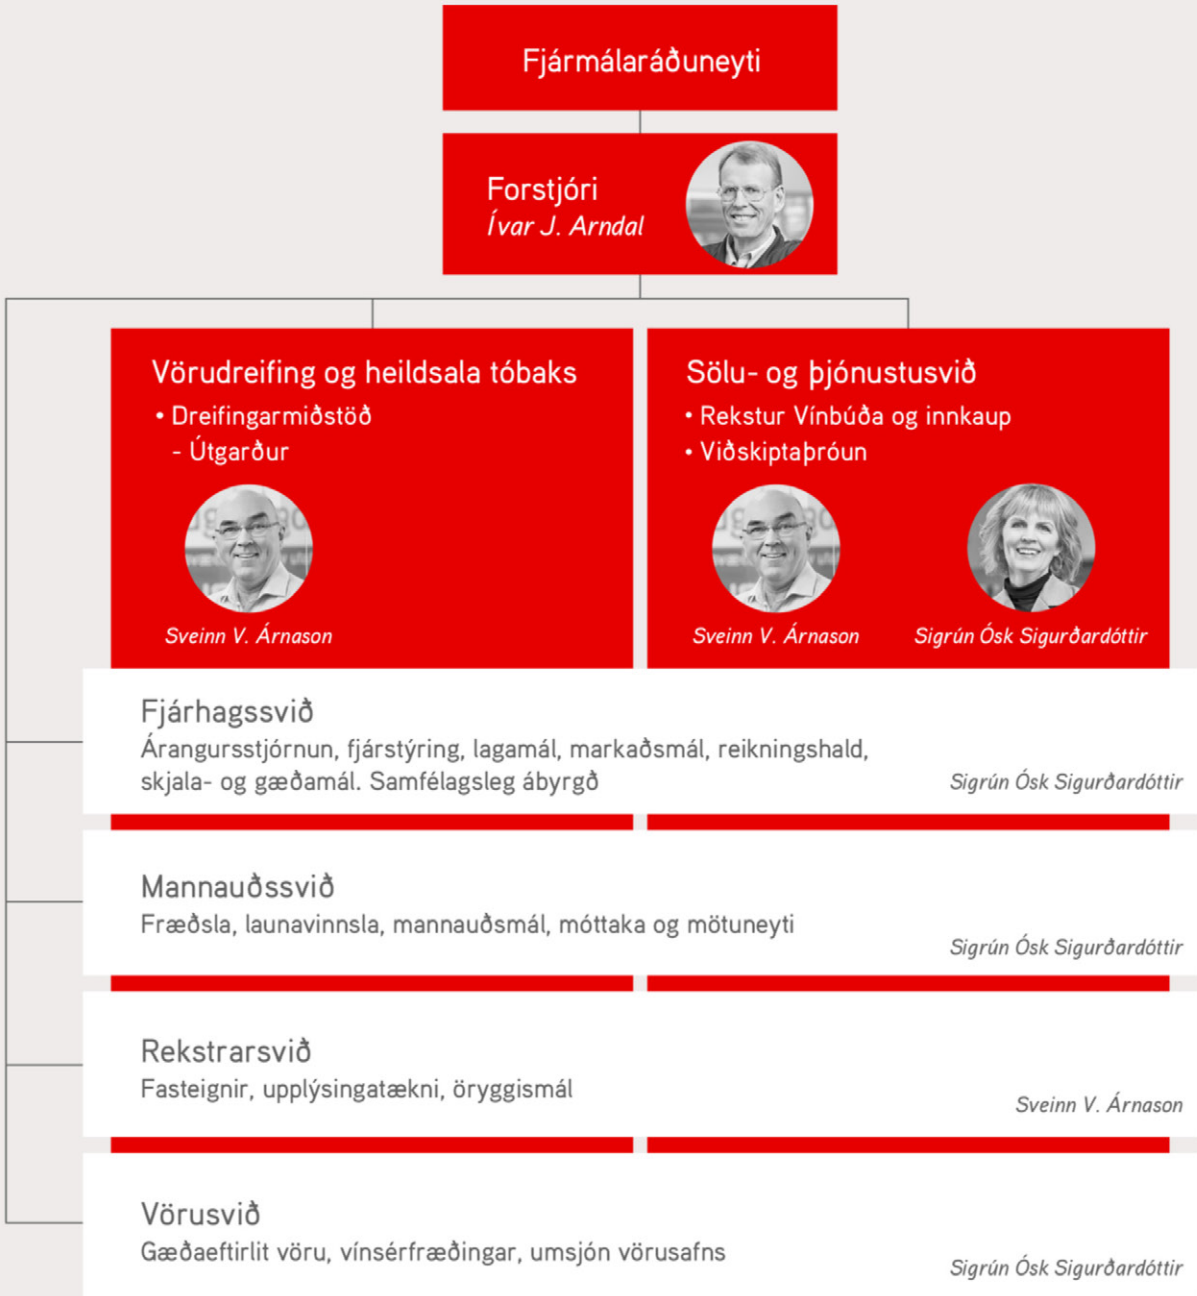 Fjármálaráðuneyti
Forstjóri
Ívar J. Arndal
Vörudreifing og heildsala tóbaks
• Dreifingarmiðstöð
- Útgarður
Sveinn V. Árnason
Sölu- og þjónustusvið
• Rekstur Vínbúða og innkaup
• Viðskiptaþróun
Sveinn V. Árnason
Sigrún Ósk Sigurðardóttir
Fjárhagssvið
Árangursstjórnun, fjárstýring, lagamál, markaðsmál, reikningshald,
skjala- og gæðamál. Samfélagsleg ábyrgð
Sigrún Ósk Sigurðardóttir
Mannauðssvið
Fræðsla, launavinnsla, mannauðsmál, móttaka og mötuneyti
Sigrún Ósk Sigurðardóttir
Rekstrarsvið
Fasteignir, upplýsingatækni, öryggismál
Sveinn V. Árnason
Vörusvið
Gæðaeftirlit vöru, vínsérfræðingar, umsjón vörusafns
Sigrún Ósk Sigurðardóttir